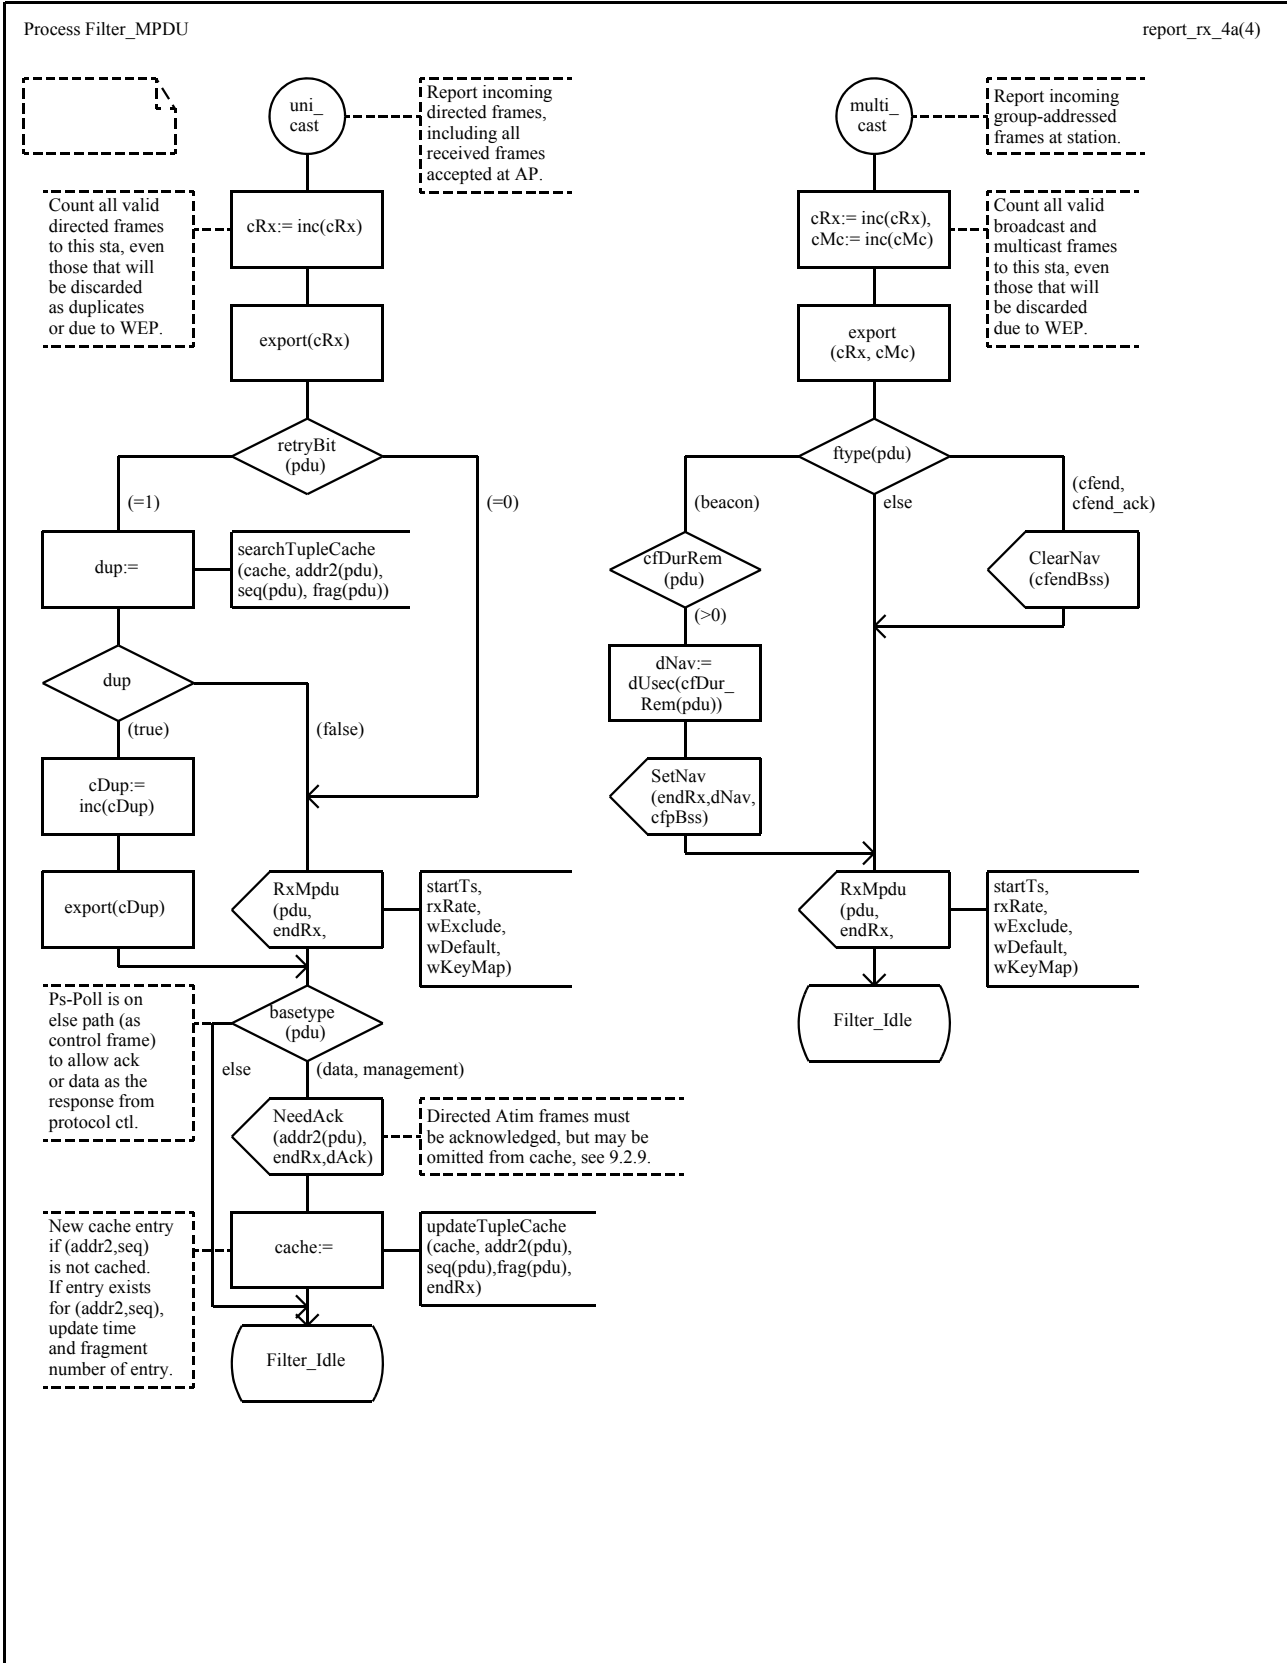 Process Filter_MPDU
report_rx_4a(4)
uni_
cast
Report incoming
directed frames,
including all
received frames
accepted at AP.
Count all valid
directed frames
to this sta, even
those that will
be discarded
as duplicates
or due to WEP.
cRx:= inc(cRx)
export(cRx)
retryBit
(pdu)
(=1)
(=0)
dup:=
searchTupleCache
(cache, addr2(pdu),
seq(pdu), frag(pdu))
dup
(true)
(false)
cDup:=
inc(cDup)
export(cDup)
RxMpdu
(pdu,
endRx,
startTs,
rxRate,
wExclude,
wDefault,
wKeyMap)
Ps-Poll is on
else path (as
control frame)
to allow ack
or data as the
response from
protocol ctl.
basetype
(pdu)
else
(data, management)
NeedAck
(addr2(pdu),
endRx,dAck)
Directed Atim frames must
be acknowledged, but may be
omitted from cache, see 9.2.9.
New cache entry
if (addr2,seq)
is not cached.
If entry exists
for (addr2,seq),
update time
and fragment
number of entry.
cache:=
updateTupleCache
(cache, addr2(pdu),
seq(pdu),frag(pdu),
endRx)
Filter_Idle
multi_
cast
Report incoming
group-addressed
frames at station.
cRx:= inc(cRx),
cMc:= inc(cMc)
Count all valid
broadcast and
multicast frames
to this sta, even
those that will
be discarded
due to WEP.
export
(cRx, cMc)
ftype(pdu)
(beacon)
else
(cfend,
cfend_ack)
cfDurRem
(pdu)
(>0)
ClearNav
(cfendBss)
dNav:=
dUsec(cfDur_
Rem(pdu))
SetNav
(endRx,dNav,
cfpBss)
RxMpdu
(pdu,
endRx,
startTs,
rxRate,
wExclude,
wDefault,
wKeyMap)
Filter_Idle